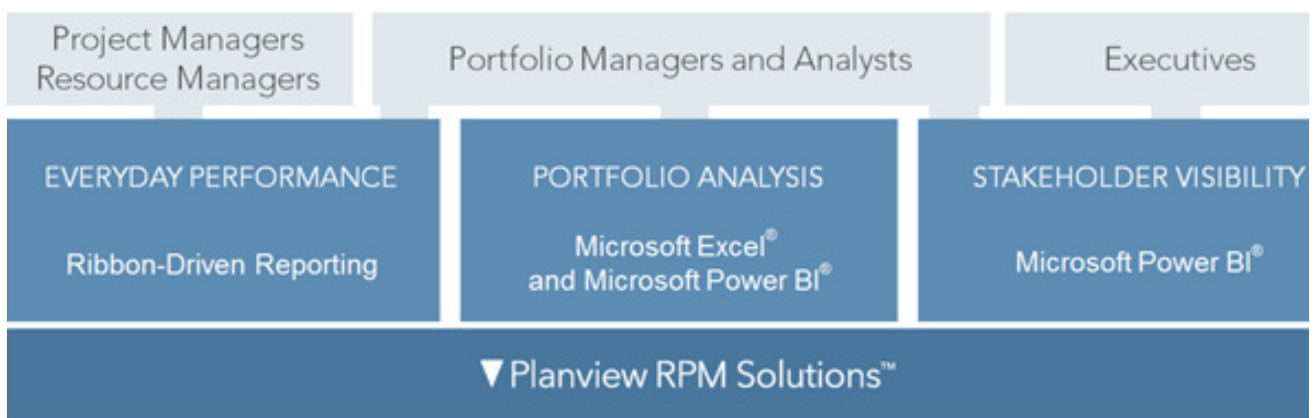 Project Managers
Resource Managers
Portfolio Managers and Analysts
Executives
EVERYDAY PERFORMANCE
Ribbon-Driven Reporting
PORTFOLIO ANALYSIS
Microsoft Excel®
and Microsoft Power BI®
STAKEHOLDER VISIBILITY
Microsoft Power BI®
Planview RPM Solutions™